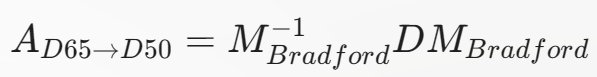 A_{D65→D50} = M_{Bradford}^{-1} D M_{Bradford}